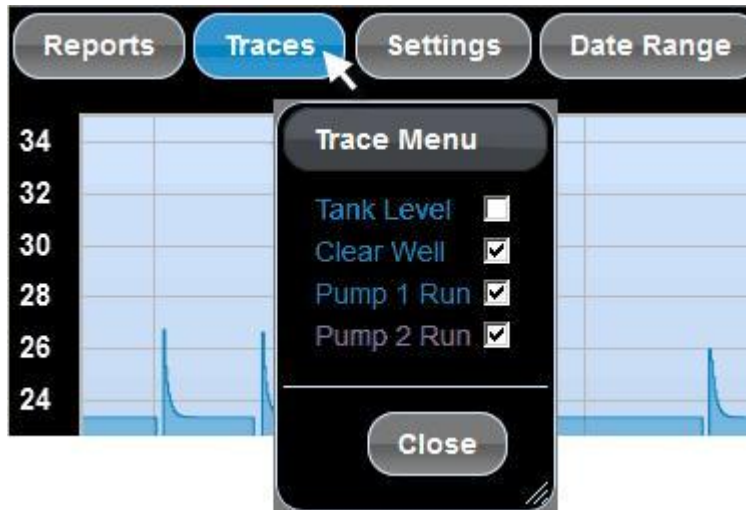 Reports Traces Settings Date Range
Trace Menu
Tank Level
Clear Well
Pump 1 Run
Pump 2 Run
Close
34
32
30
28
26
24